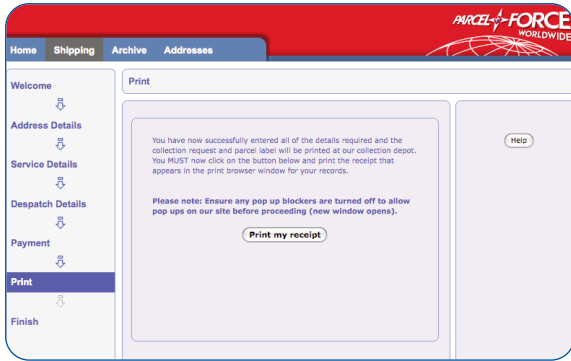 PARCEL FORCE
WORLDWIDE
Home Shipping Archive Addresses
Welcome
Address Details
Service Details
Despatch Details
Payment
Print
Finish
Print
You have now successfully entered all of the details required and the
collection request and parcel label will be printed at our collection depot.
You MUST now click on the button below and print the receipt that
appears in the print browser window for your records.
Please note: Ensure any pop up blockers are turned off to allow
pop ups on our site before proceeding (new window opens).
Print my receipt
Help